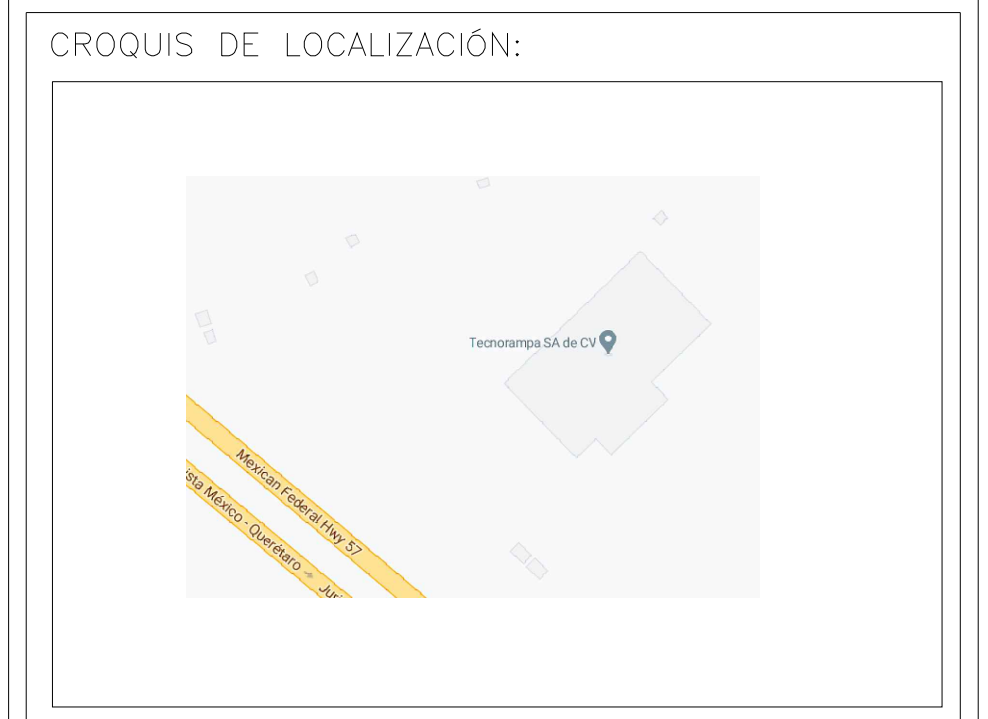 CROQUIS DE LOCALIZACIÓN:
Tecnorampa SA de CV
Mexican Federal Hwy 57
ista México - Querétaro